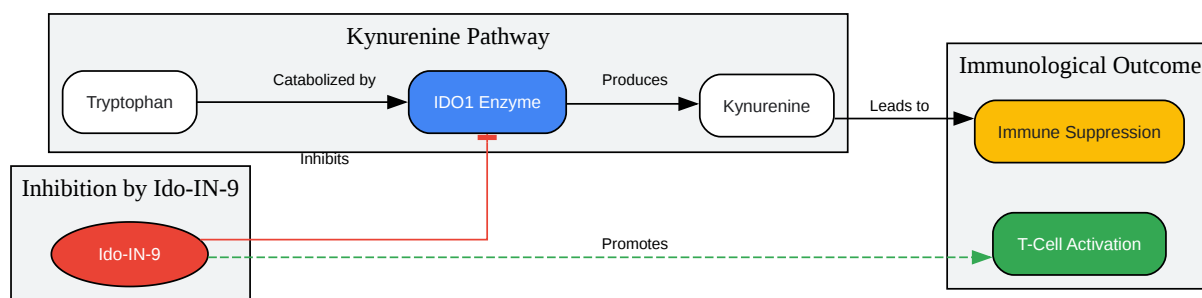 Kynurenine Pathway
Tryptophan
Catabolized by
IDO1 Enzyme
Produces
Kynurenine
Leads to
Immunological Outcome
Immune Suppression
Inhibits
Inhibition by Ido-IN-9
Ido-IN-9
Promotes
T-Cell Activation